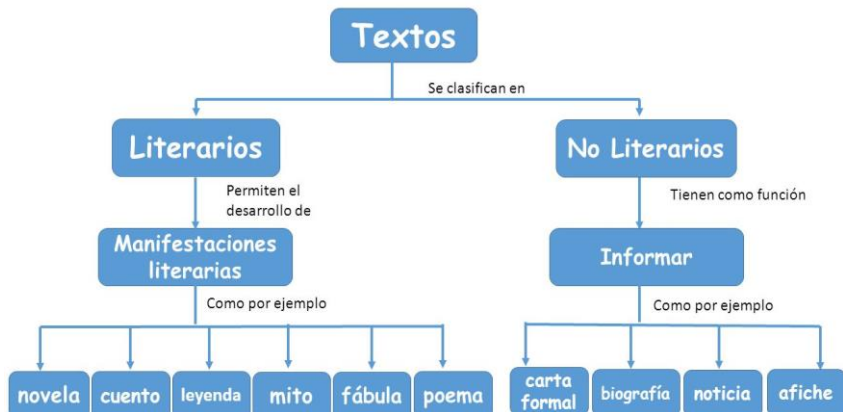 Textos
Se clasifican en
Literarios
No Literarios
Permiten el
desarrollo de
Tienen como función
Manifestaciones
literarias
Informar
Como por ejemplo
Como por ejemplo
novela
cuento
leyenda
mito
fábula
poema
carta
formal
biografía
noticia
afiche